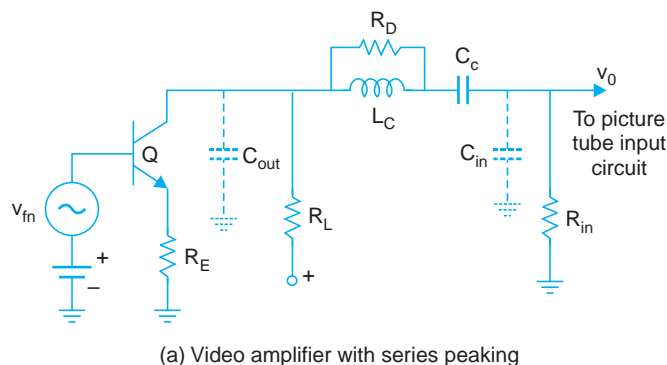 R_D
C_c
v_0
L_C
To picture
tube input
circuit
Q
C_out
C_in
v_fn
R_L
R_in
+
R_E
–
+
(a) Video amplifier with series peaking